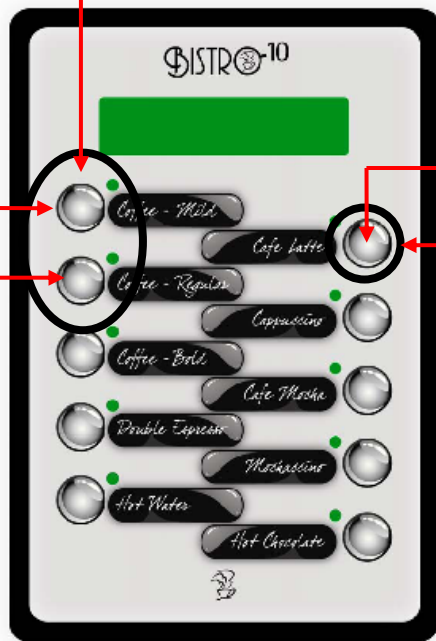 BISTRO-10
Coffee - Mild
Cafe Latte
Coffee - Regular
Cappuccino
Coffee - Bold
Cafe Mocha
Double Espresso
Mochaccino
Hot Water
Hot Chocolate